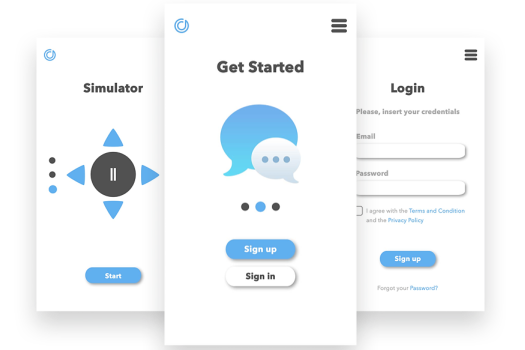 Simulator
Start
Get Started
Sign up
Sign in
Login
Please, insert your credentials
Email
Password
I agree with the Terms and Condition
and the Privacy Policy
Sign up
Forgot your Password?